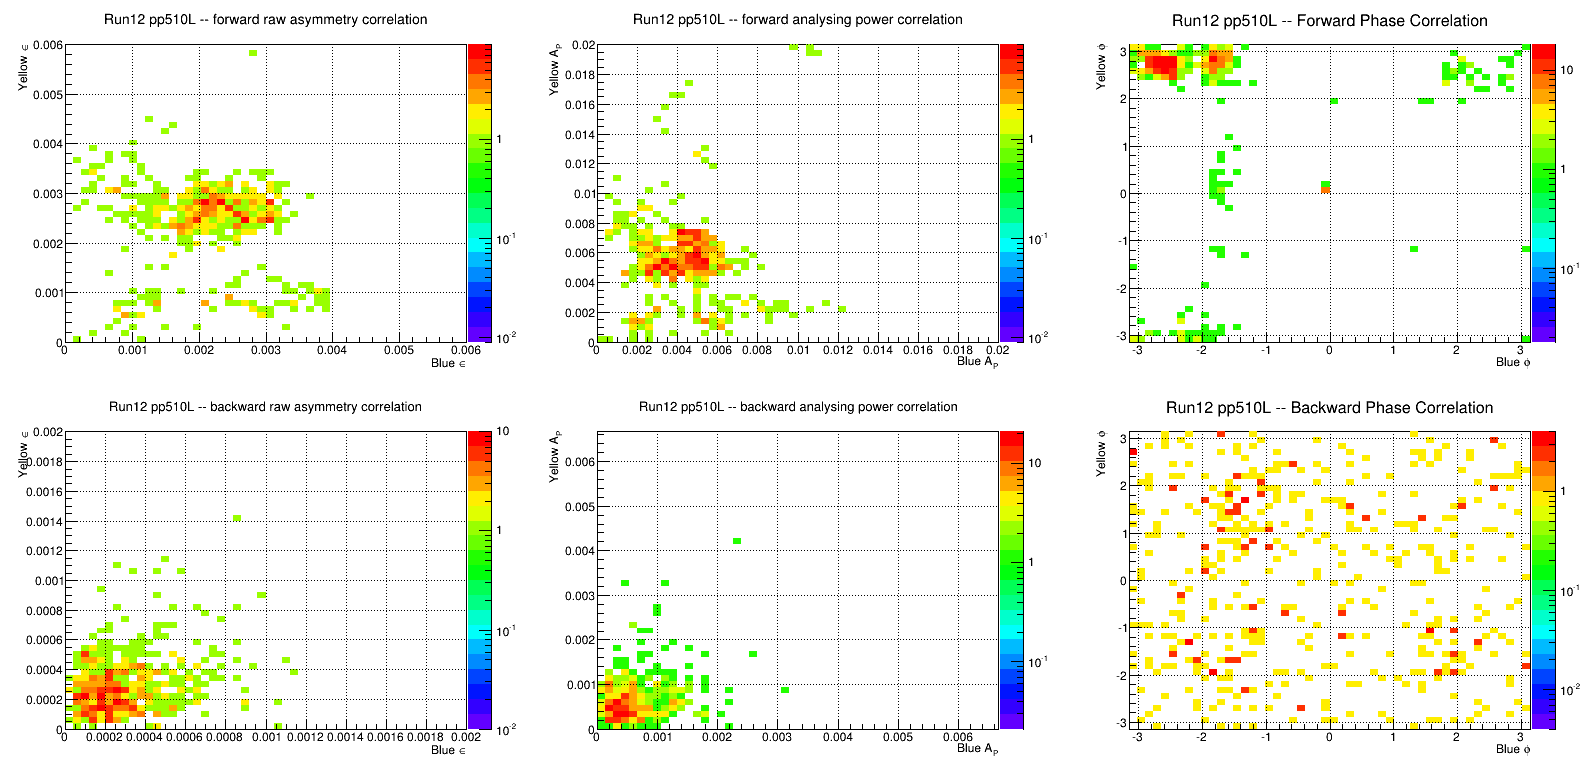 Run12 pp510L -- forward raw asymmetry correlation
Yellow ϵ
0.006
0.005
0.004
0.003
0.002
0.001
0
0 0.001 0.002 0.003 0.004 0.005 0.006
Blue ϵ
1
10⁻¹
10⁻²
Run12 pp510L -- forward analysing power correlation
Yellow Aₚ
0.02
0.018
0.016
0.014
0.012
0.01
0.008
0.006
0.004
0.002
0
0 0.002 0.004 0.006 0.008 0.01 0.012 0.014 0.016 0.018 0.02
Blue Aₚ
1
10⁻¹
10⁻²
Run12 pp510L -- Forward Phase Correlation
Yellow ϕ
3
2
1
0
-1
-2
-3
-3 -2 -1 0 1 2 3
Blue ϕ
10
1
10⁻¹
Run12 pp510L -- backward raw asymmetry correlation
Yellow ϵ
0.002
0.0018
0.0016
0.0014
0.0012
0.001
0.0008
0.0006
0.0004
0.0002
0
0 0.0002 0.0004 0.0006 0.0008 0.001 0.0012 0.0014 0.0016 0.0018 0.002
Blue ϵ
10
1
10⁻¹
10⁻²
Run12 pp510L -- backward analysing power correlation
Yellow Aₚ
0.006
0.005
0.004
0.003
0.002
0.001
0
0 0.001 0.002 0.003 0.004 0.005 0.006
Blue Aₚ
10
1
10⁻¹
Run12 pp510L -- Backward Phase Correlation
Yellow ϕ
3
2
1
0
-1
-2
-3
-3 -2 -1 0 1 2 3
Blue ϕ
1
10⁻¹
10⁻²